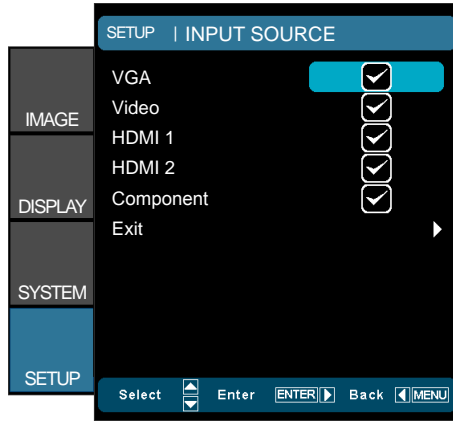 SETUP | INPUT SOURCE
VGA
Video
HDMI 1
HDMI 2
Component
Exit
IMAGE
DISPLAY
SYSTEM
SETUP
Select Enter ENTER Back MENU